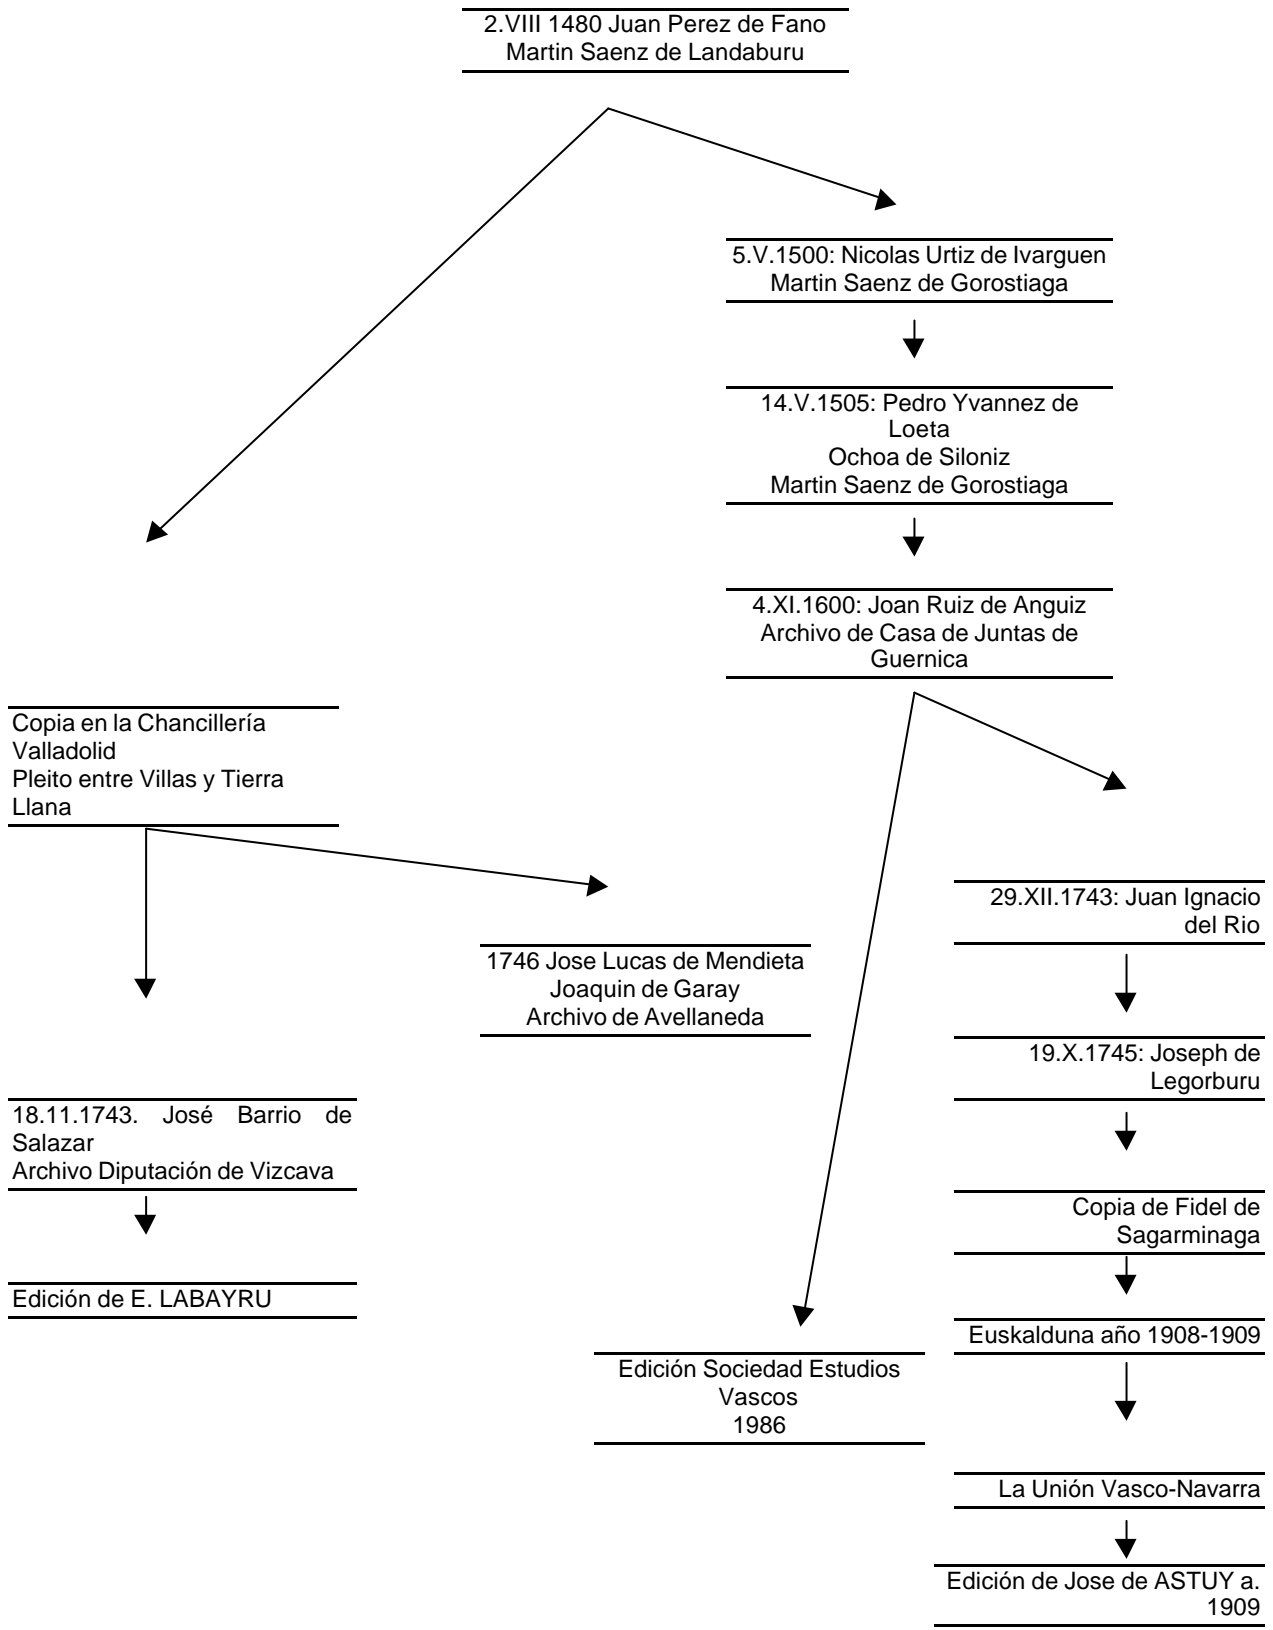 2.VIII 1480 Juan Perez de Fano
Martin Saenz de Landaburu
5.V.1500: Nicolas Urtiz de Ivarguen
Martin Saenz de Gorostiaga
14.V.1505: Pedro Yvannez de
Loeta
Ochoa de Siloniz
Martin Saenz de Gorostiaga
4.XI.1600: Joan Ruiz de Anguiz
Archivo de Casa de Juntas de
Guernica
Copia en la Chancillería
Valladolid
Pleito entre Villas y Tierra
Llana
29.XII.1743: Juan Ignacio
del Rio
1746 Jose Lucas de Mendieta
Joaquin de Garay
Archivo de Avellaneda
19.X.1745: Joseph de
Legorburu
18.11.1743. José Barrio de
Salazar
Archivo Diputación de Vizcava
Copia de Fidel de
Sagarminaga
Edición de E. LABAYRU
Euskalduna año 1908-1909
Edición Sociedad Estudios
Vascos
1986
La Unión Vasco-Navarra
Edición de Jose de ASTUY a.
1909